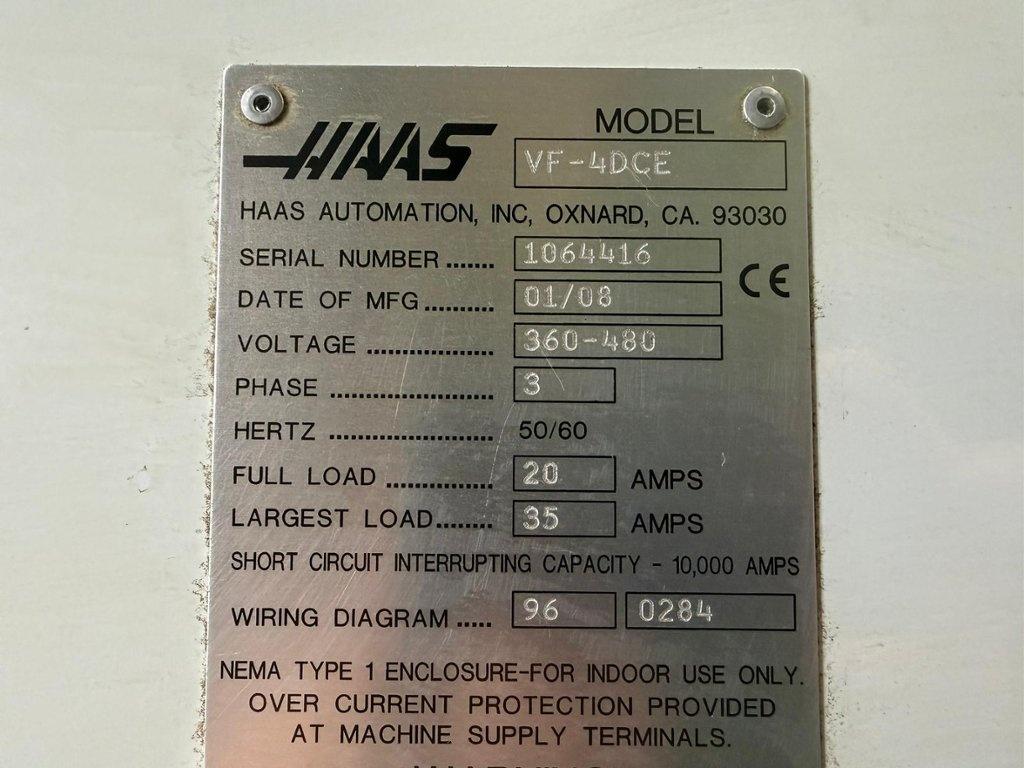 HAAS
MODEL
VF-4DCE
HAAS AUTOMATION, INC, OXNARD, CA. 93030
SERIAL NUMBER ....... 1064416
CE
DATE OF MFG .......... 01/08
VOLTAGE ................... 360-480
PHASE ........................ 3
HERTZ ........................ 50/60
FULL LOAD ................ 20 AMPS
LARGEST LOAD........ 35 AMPS
SHORT CIRCUIT INTERRUPTING CAPACITY - 10,000 AMPS
WIRING DIAGRAM ..... 96 0284
NEMA TYPE 1 ENCLOSURE-FOR INDOOR USE ONLY.
OVER CURRENT PROTECTION PROVIDED
AT MACHINE SUPPLY TERMINALS.